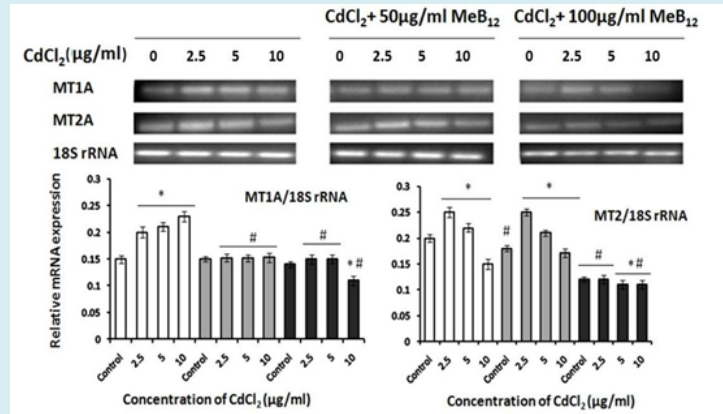 CdCl₂+ 50μg/ml MeB₁₂ CdCl₂+ 100μg/ml MeB₁₂
CdCl₂(μg/ml) 0 2.5 5 10 0 2.5 5 10 0 2.5 5 10
MT1A
MT2A
18S rRNA
Relative mRNA expression
0.3
0.25
0.2
0.15
0.1
0.05
0
MT1A/18S rRNA
*
#
#
*#
Control 2.5 5 10 Control 2.5 5 10 Control 2.5 5 10
Concentration of CdCl₂(μg/ml)
0.3
0.25
0.2
0.15
0.1
0.05
0
MT2/18S rRNA
*
#
*
#
*#
Control 2.5 5 10 Control 2.5 5 10 Control 2.5 5 10
Concentration of CdCl₂(μg/ml)